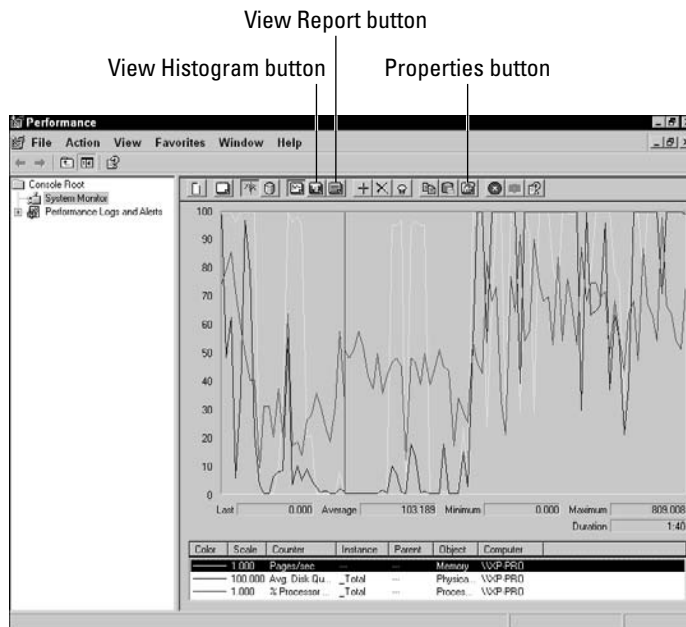 View Report button
View Histogram button
Properties button
Performance
File Action View Favorites Window Help
Console Root
System Monitor
Performance Logs and Alerts
100
90
80
70
60
50
40
30
20
10
0
Last 0.000 Average 103.189 Minimum 0.000 Maximum 809.008
Duration 1:40
Color Scale Counter Instance Parent Object Computer
1.000 Pages/sec --- --- Memory \\XP-PRO
100.000 Avg. Disk Qu... _Total --- Physica... \\XP-PRO
1.000 % Processor... _Total --- Proces... \\XP-PRO